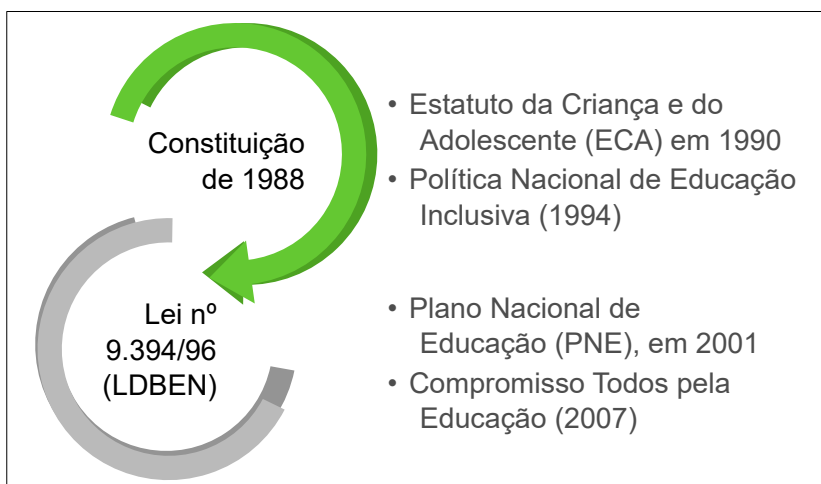 Constituição
de 1988
• Estatuto da Criança e do
Adolescente (ECA) em 1990
• Política Nacional de Educação
Inclusiva (1994)
Lei nº
9.394/96
(LDBEN)
• Plano Nacional de
Educação (PNE), em 2001
• Compromisso Todos pela
Educação (2007)